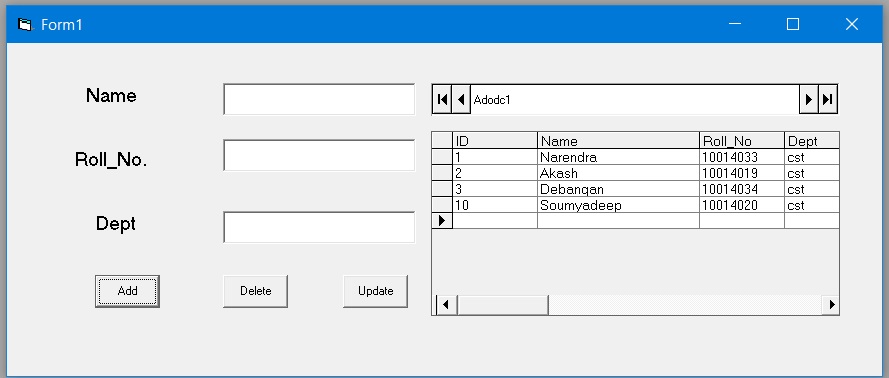 Form1
Name
Adodc1
Roll_No.
Dept
Add Delete Update
ID Name Roll_No Dept
1 Narendra 10014033 cst
2 Akash 10014019 cst
3 Debanqan 10014034 cst
10 Soumyadeep 10014020 cst